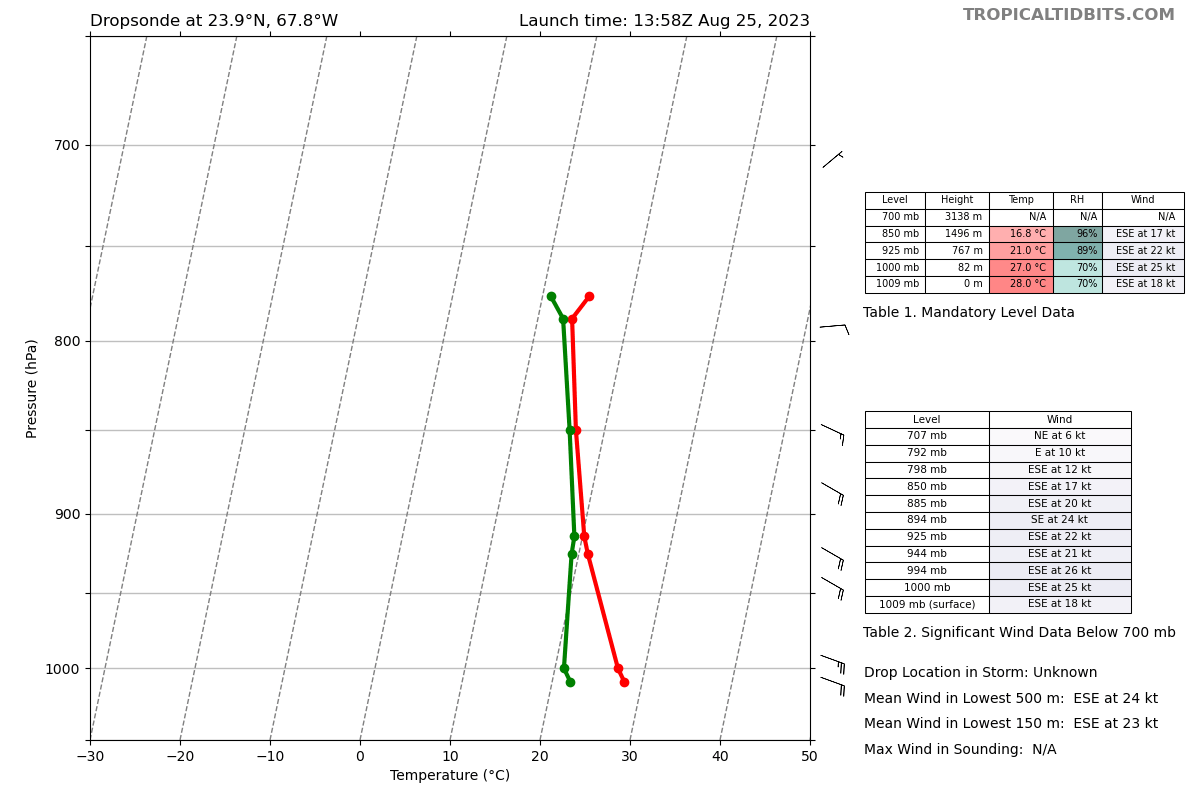 Dropsonde at 23.9°N, 67.8°W
Launch time: 13:58Z Aug 25, 2023
TROPICALTIDBITS.COM
Pressure (hPa)
700
800
900
1000
−30 −20 −10 0 10 20 30 40 50
Temperature (°C)
Level Height Temp RH Wind
700 mb 3138 m N/A N/A N/A
850 mb 1496 m 16.8 °C 96% ESE at 17 kt
925 mb 767 m 21.0 °C 89% ESE at 22 kt
1000 mb 82 m 27.0 °C 70% ESE at 25 kt
1009 mb 0 m 28.0 °C 70% ESE at 18 kt
Table 1. Mandatory Level Data
Level Wind
707 mb NE at 6 kt
792 mb E at 10 kt
798 mb ESE at 12 kt
850 mb ESE at 17 kt
885 mb ESE at 20 kt
894 mb SE at 24 kt
925 mb ESE at 22 kt
944 mb ESE at 21 kt
994 mb ESE at 26 kt
1000 mb ESE at 25 kt
1009 mb (surface) ESE at 18 kt
Table 2. Significant Wind Data Below 700 mb
Drop Location in Storm: Unknown
Mean Wind in Lowest 500 m: ESE at 24 kt
Mean Wind in Lowest 150 m: ESE at 23 kt
Max Wind in Sounding: N/A